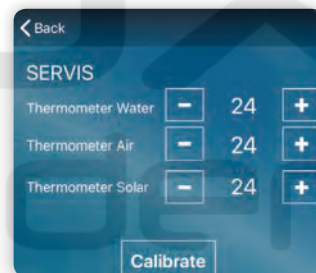 Back
SERVIS
Thermometer Water - 24 +
Thermometer Air - 24 +
Thermometer Solar - 24 +
Calibrate